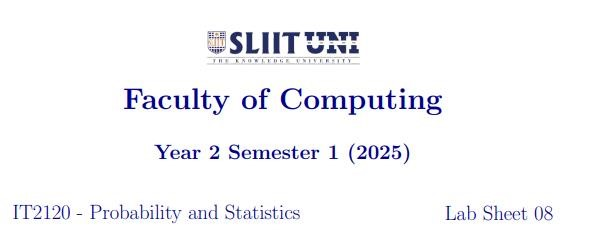 SLIIT UNI
THE KNOWLEDGE UNIVERSITY
Faculty of Computing
Year 2 Semester 1 (2025)
IT2120 - Probability and Statistics Lab Sheet 08